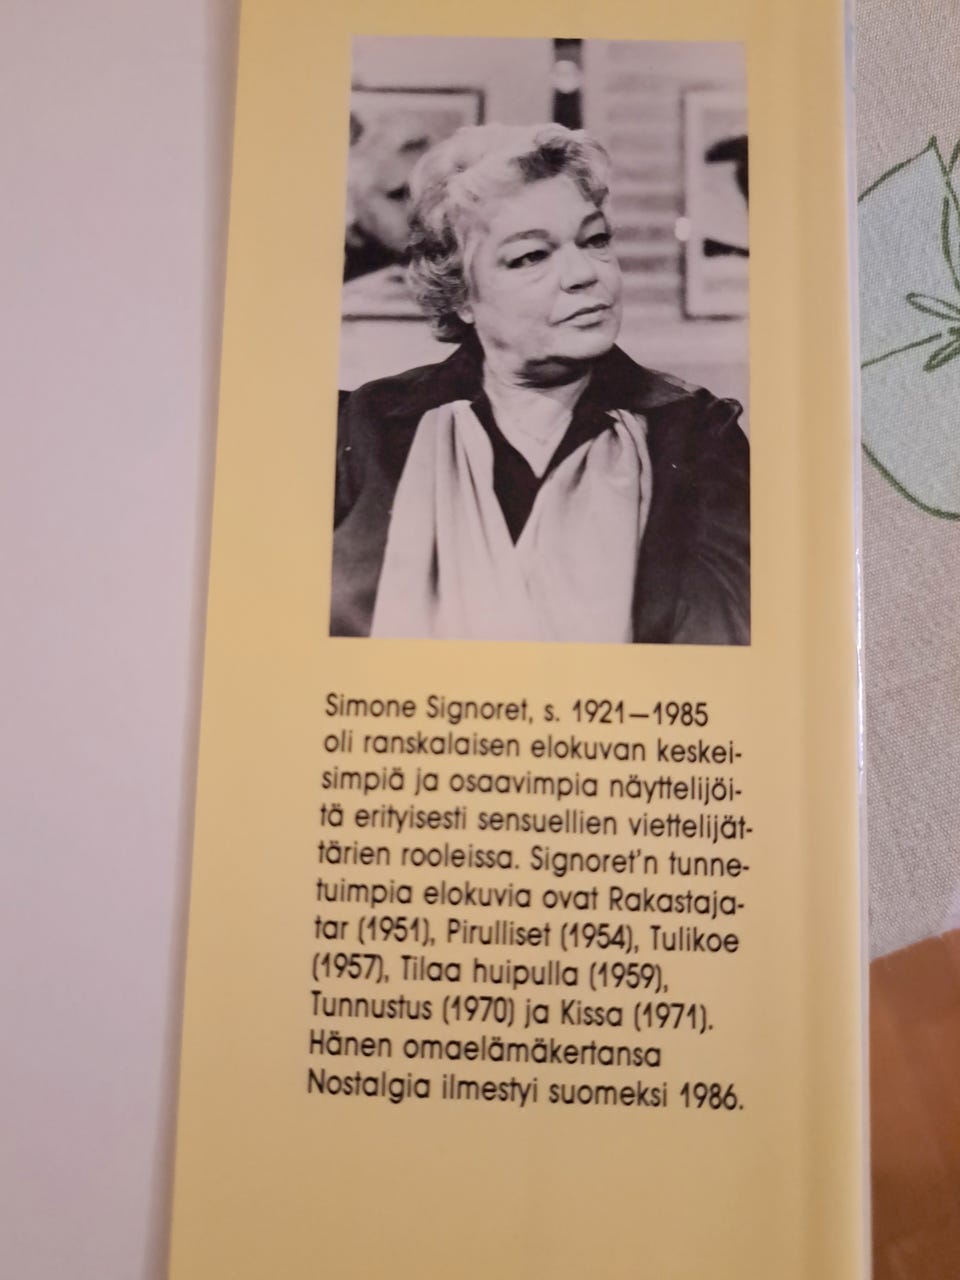 Simone Signoret, s. 1921–1985
oli ranskalaisen elokuvan keskei-
simpiä ja osaavimpia näyttelijöi-
tä erityisesti sensuellien viettelijät-
tärien rooleissa. Signoret'n tunne-
tuimpia elokuvia ovat Rakastaja-
tar (1951), Pirulliset (1954), Tulikoe
(1957), Tilaa huipulla (1959),
Tunnustus (1970) ja Kissa (1971).
Hänen omaelämäkertansa
Nostalgia ilmestyi suomeksi 1986.